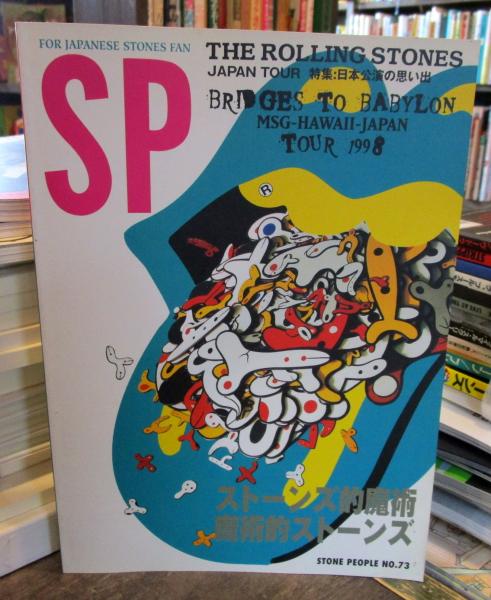 FOR JAPANESE STONES FAN
SP
THE ROLLING STONES
JAPAN TOUR 特集:日本公演の思い出
BRIDGES TO BABYLON
MSG-HAWAII-JAPAN
TOUR 1998
R
ストーンズ的魔術
魔術的ストーンズ
STONE PEOPLE NO.73